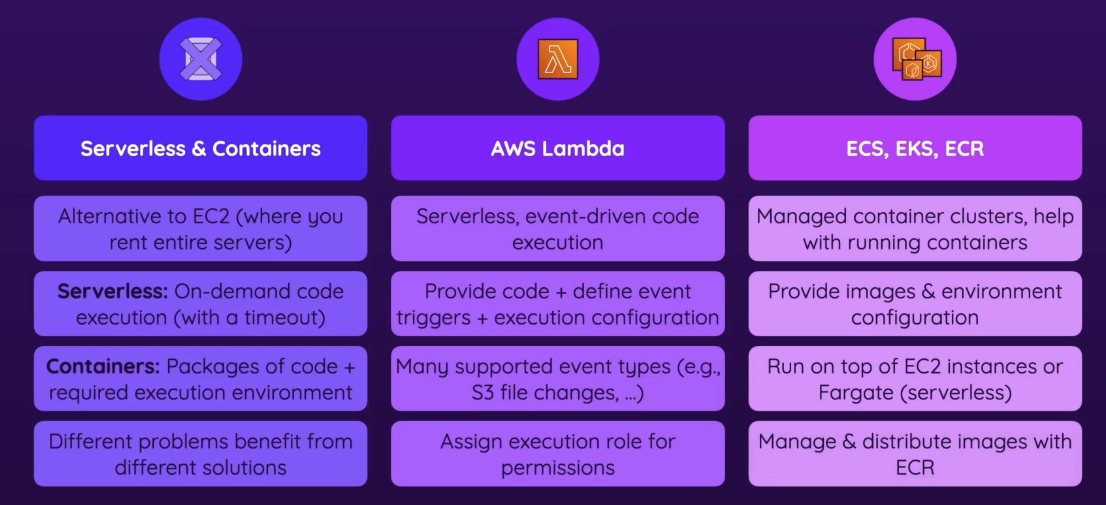 Serverless & Containers
Alternative to EC2 (where you
rent entire servers)
Serverless: On-demand code
execution (with a timeout)
Containers: Packages of code +
required execution environment
Different problems benefit from
different solutions
AWS Lambda
Serverless, event-driven code
execution
Provide code + define event
triggers + execution configuration
Many supported event types (e.g.,
S3 file changes, ...)
Assign execution role for
permissions
ECS, EKS, ECR
Managed container clusters, help
with running containers
Provide images & environment
configuration
Run on top of EC2 instances or
Fargate (serverless)
Manage & distribute images with
ECR